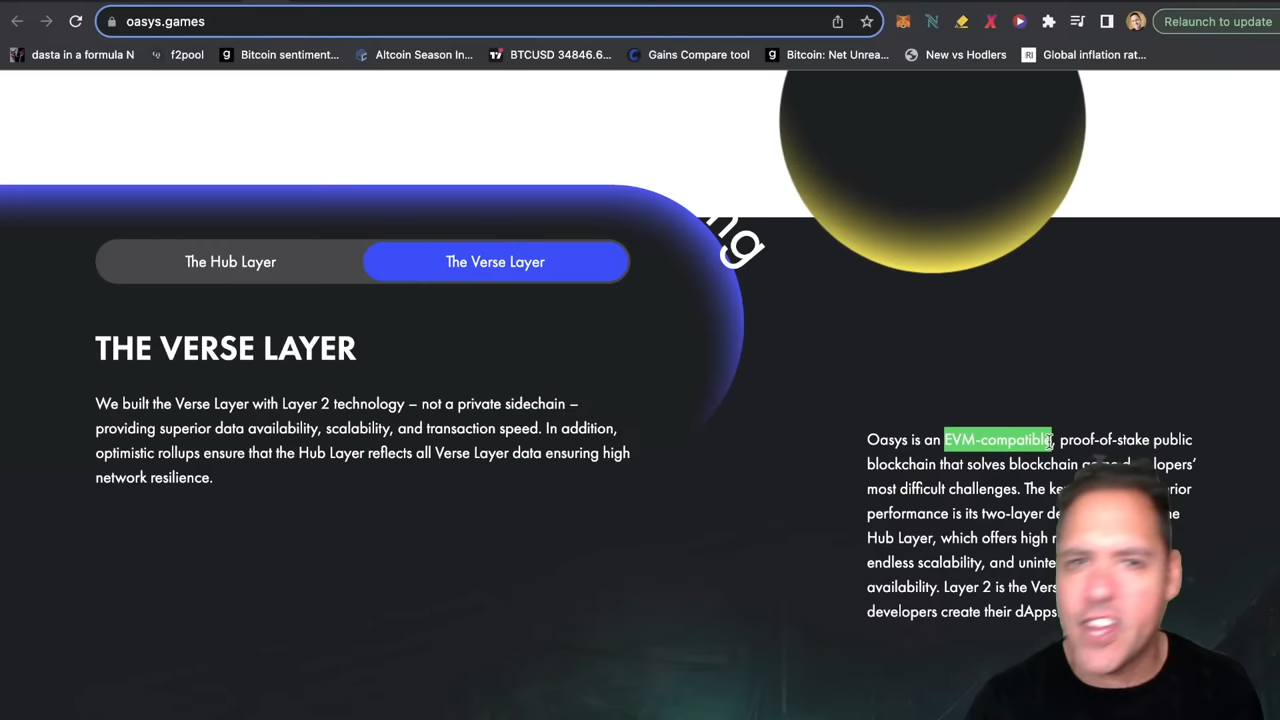 oasys.games
Relaunch to update
dasta in a formula N
f2pool
Bitcoin sentiment...
Altcoin Season In...
BTCUSD 34846.6...
Gains Compare tool
Bitcoin: Net Unrea...
New vs Hodlers
Global inflation rat...
ng
The Hub Layer
The Verse Layer
THE VERSE LAYER
We built the Verse Layer with Layer 2 technology – not a private sidechain –
providing superior data availability, scalability, and transaction speed. In addition,
optimistic rollups ensure that the Hub Layer reflects all Verse Layer data ensuring high
network resilience.
Oasys is an EVM-compatible, proof-of-stake public
blockchain that solves blockchain game developers’
most difficult challenges. The
performance is its two-layer
Hub Layer, which offers high
endless scalability, and
availability. Layer 2 is the
developers create their dApps